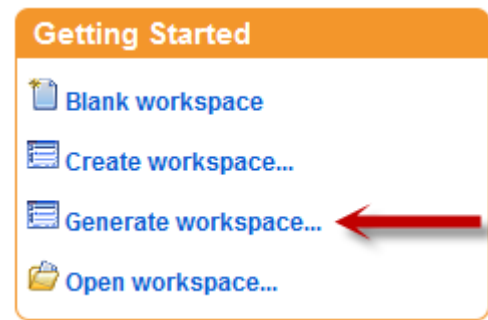 Getting Started
Blank workspace
Create workspace...
Generate workspace...
Open workspace...